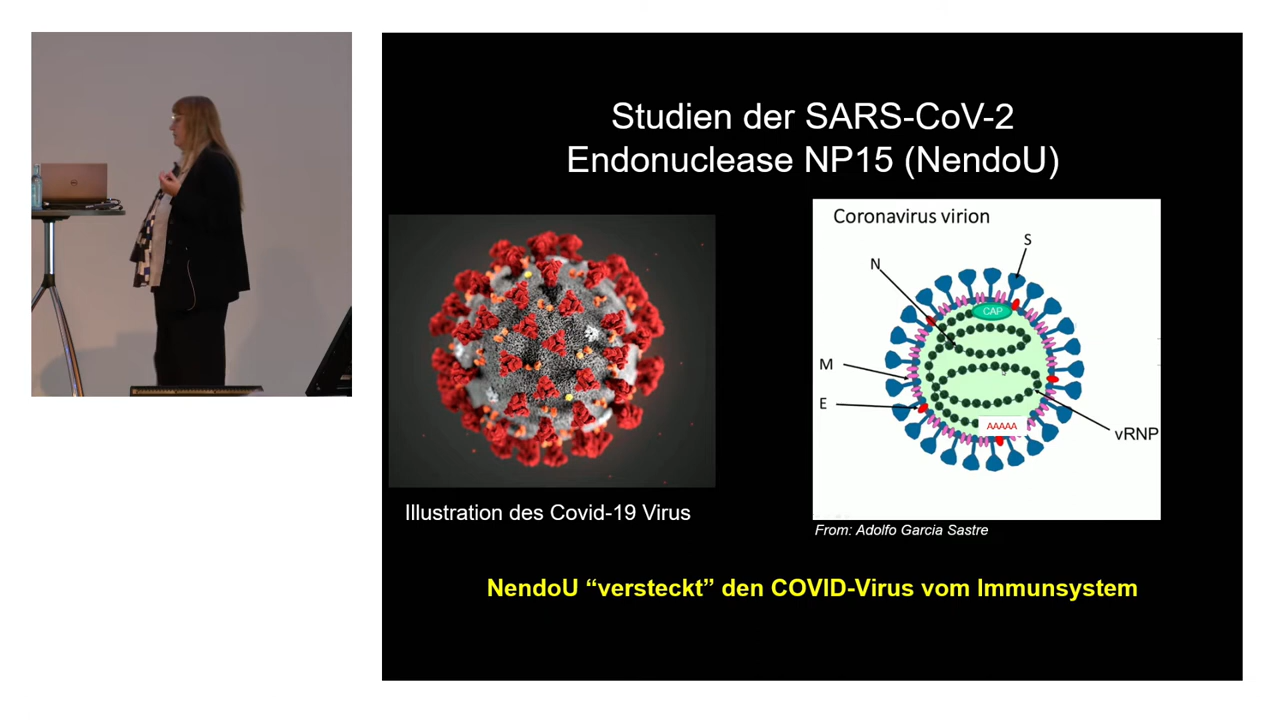 Studien der SARS-CoV-2
Endonuclease NP15 (NendoU)
Coronavirus virion
S
N
CAP
M
E
AAAAA
vRNP
Illustration des Covid-19 Virus
From: Adolfo Garcia Sastre
NendoU “versteckt” den COVID-Virus vom Immunsystem